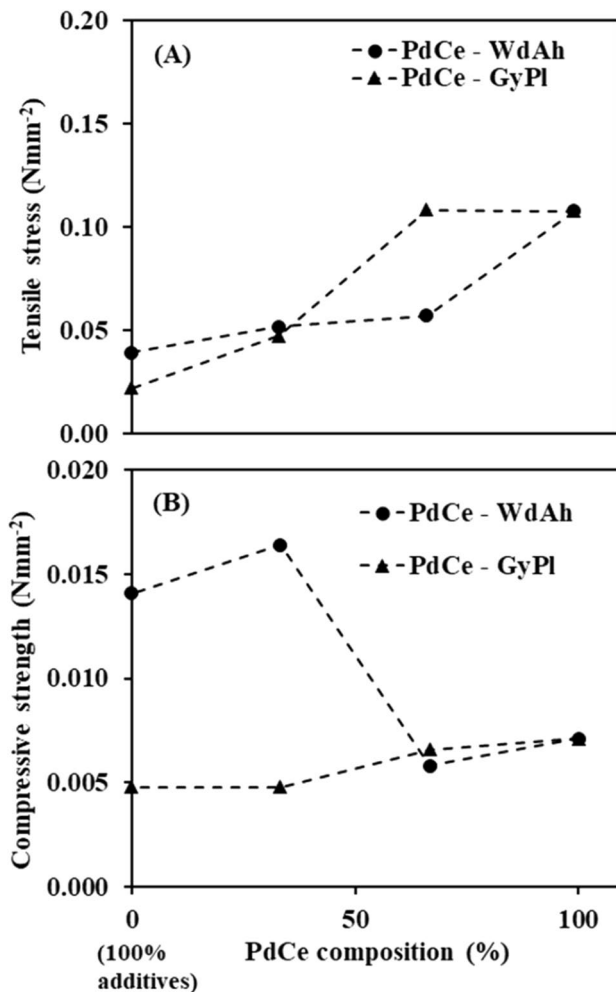 0.20
(A)
PdCe - WdAh
PdCe - GyPl
0.15
0.10
0.05
0.00
Tensile stress (Nmm-2)
0.020
(B)
PdCe - WdAh
PdCe - GyPl
0.015
0.010
0.005
0.000
Compressive strength (Nmm-2)
0
50
100
(100%
additives)
PdCe composition (%)